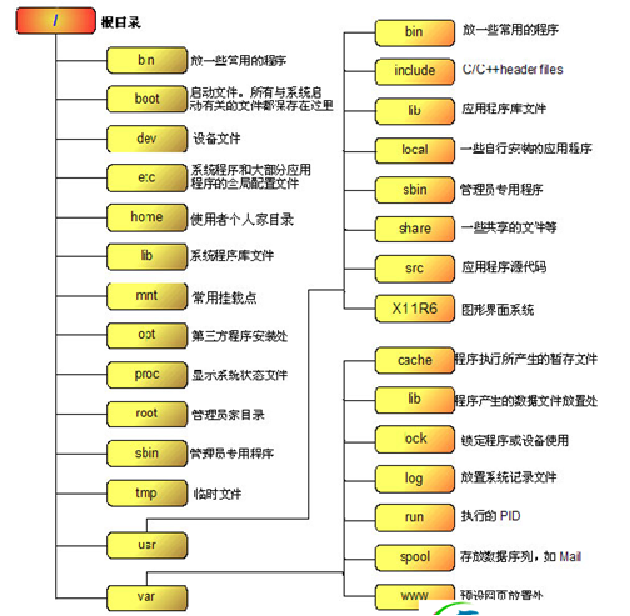 /
根目录
bin
放一些常用的程序
boot
启动文件。所有与系统启
动有关的文件都保存在这里
dev
设备文件
etc
系统程序和大部分应用
程序的全局配置文件
home
使用者个人家目录
lib
系统程序库文件
mnt
常用挂载点
opt
第三方程序安装处
proc
显示系统状态文件
root
管理员家目录
sbin
管理员专用程序
tmp
临时文件
usr
bin
放一些常用的程序
include
C/C++header files
lib
应用程序库文件
local
一些自行安装的应用程序
sbin
管理员专用程序
share
一些共享的文件等
src
应用程序源代码
X11R6
图形界面系统
var
cache
程序执行所产生的暂存文件
lib
程序产生的数据文件放置处
ock
锁定程序或设备使用
log
放置系统记录文件
run
执行的 PID
spool
存放数据序列，如 Mail
www
预设网页放置处